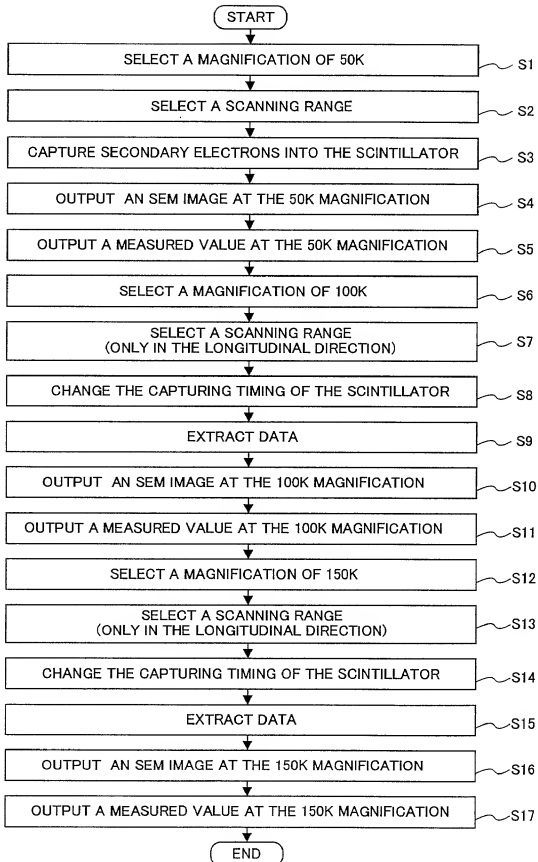 START
SELECT A MAGNIFICATION OF 50K
S1
SELECT A SCANNING RANGE
S2
CAPTURE SECONDARY ELECTRONS INTO THE SCINTILLATOR
S3
OUTPUT AN SEM IMAGE AT THE 50K MAGNIFICATION
S4
OUTPUT A MEASURED VALUE AT THE 50K MAGNIFICATION
S5
SELECT A MAGNIFICATION OF 100K
S6
SELECT A SCANNING RANGE
(ONLY IN THE LONGITUDINAL DIRECTION)
S7
CHANGE THE CAPTURING TIMING OF THE SCINTILLATOR
S8
EXTRACT DATA
S9
OUTPUT AN SEM IMAGE AT THE 100K MAGNIFICATION
S10
OUTPUT A MEASURED VALUE AT THE 100K MAGNIFICATION
S11
SELECT A MAGNIFICATION OF 150K
S12
SELECT A SCANNING RANGE
(ONLY IN THE LONGITUDINAL DIRECTION)
S13
CHANGE THE CAPTURING TIMING OF THE SCINTILLATOR
S14
EXTRACT DATA
S15
OUTPUT AN SEM IMAGE AT THE 150K MAGNIFICATION
S16
OUTPUT A MEASURED VALUE AT THE 150K MAGNIFICATION
S17
END